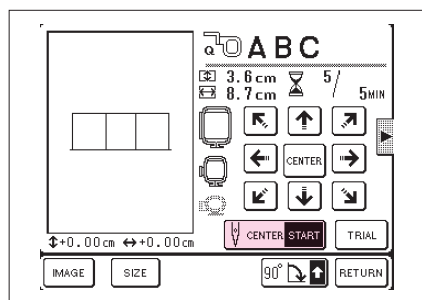 Q ABC
3.6cm 5/
8.7cm 5MIN
CENTER
+0.00cm +0.00cm
CENTER START TRIAL
IMAGE SIZE 90° RETURN